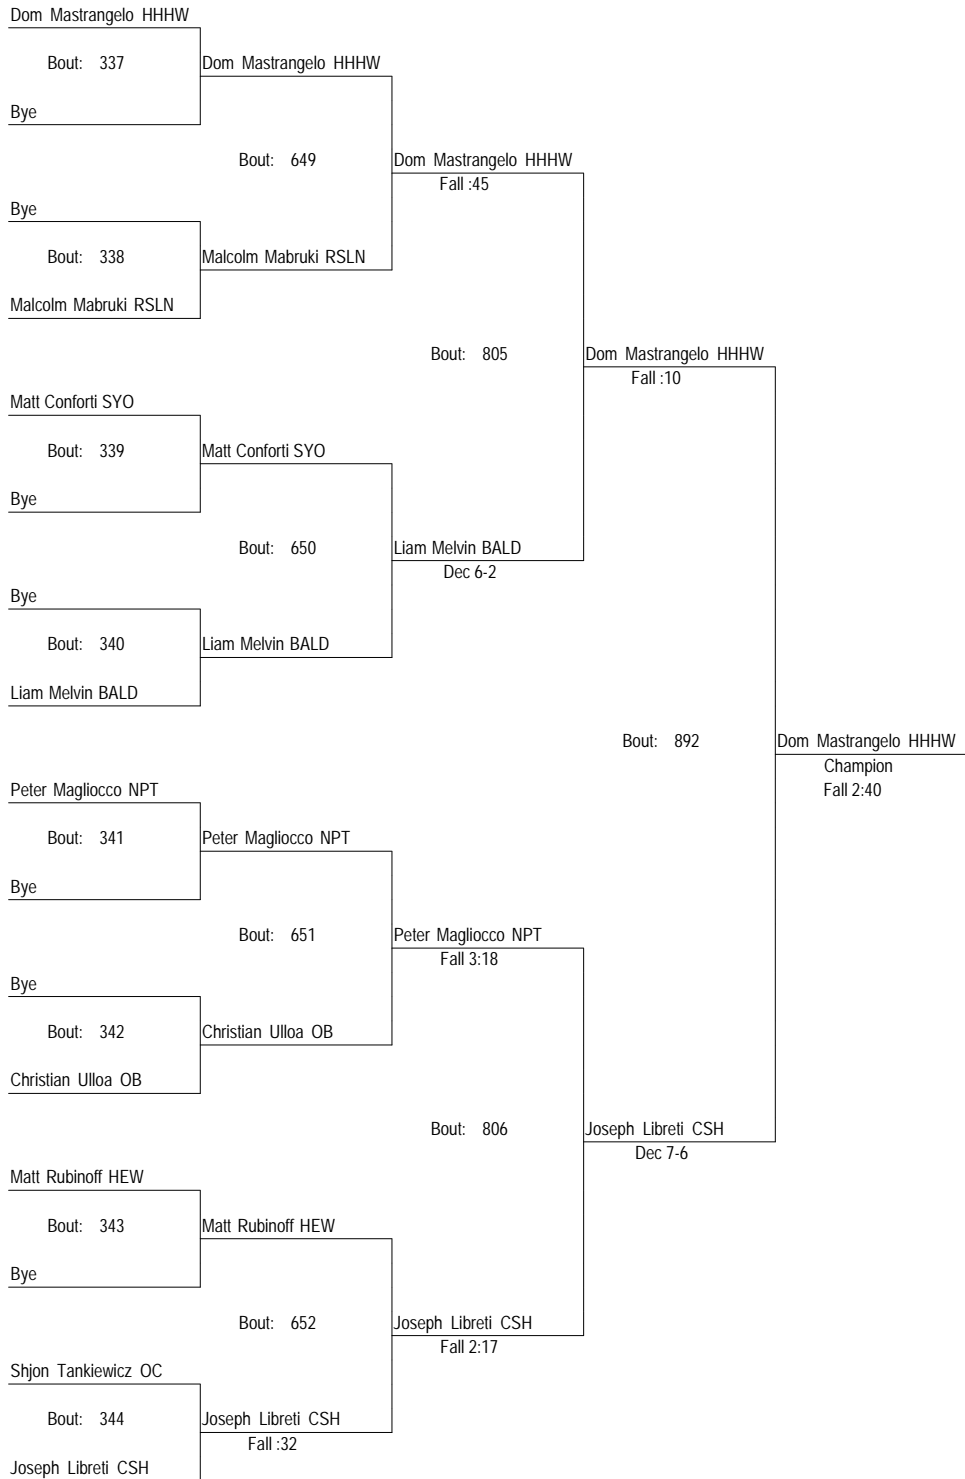 Dom Mastrangelo HHHW
Bout: 337
Dom Mastrangelo HHHW
Bye
Bout: 649
Dom Mastrangelo HHHW
Fall :45
Bye
Bout: 338
Malcolm Mabruki RSLN
Malcolm Mabruki RSLN
Bout: 805
Dom Mastrangelo HHHW
Fall :10
Matt Conforti SYO
Bout: 339
Matt Conforti SYO
Bye
Bout: 650
Liam Melvin BALD
Dec 6-2
Bye
Bout: 340
Liam Melvin BALD
Liam Melvin BALD
Bout: 892
Dom Mastrangelo HHHW
Champion
Fall 2:40
Peter Magliocco NPT
Bout: 341
Peter Magliocco NPT
Bye
Bout: 651
Peter Magliocco NPT
Fall 3:18
Bye
Bout: 342
Christian Ulloa OB
Christian Ulloa OB
Bout: 806
Joseph Libreti CSH
Dec 7-6
Matt Rubinoff HEW
Bout: 343
Matt Rubinoff HEW
Bye
Bout: 652
Joseph Libreti CSH
Fall 2:17
Shjon Tankiewicz OC
Bout: 344
Joseph Libreti CSH
Fall :32
Joseph Libreti CSH